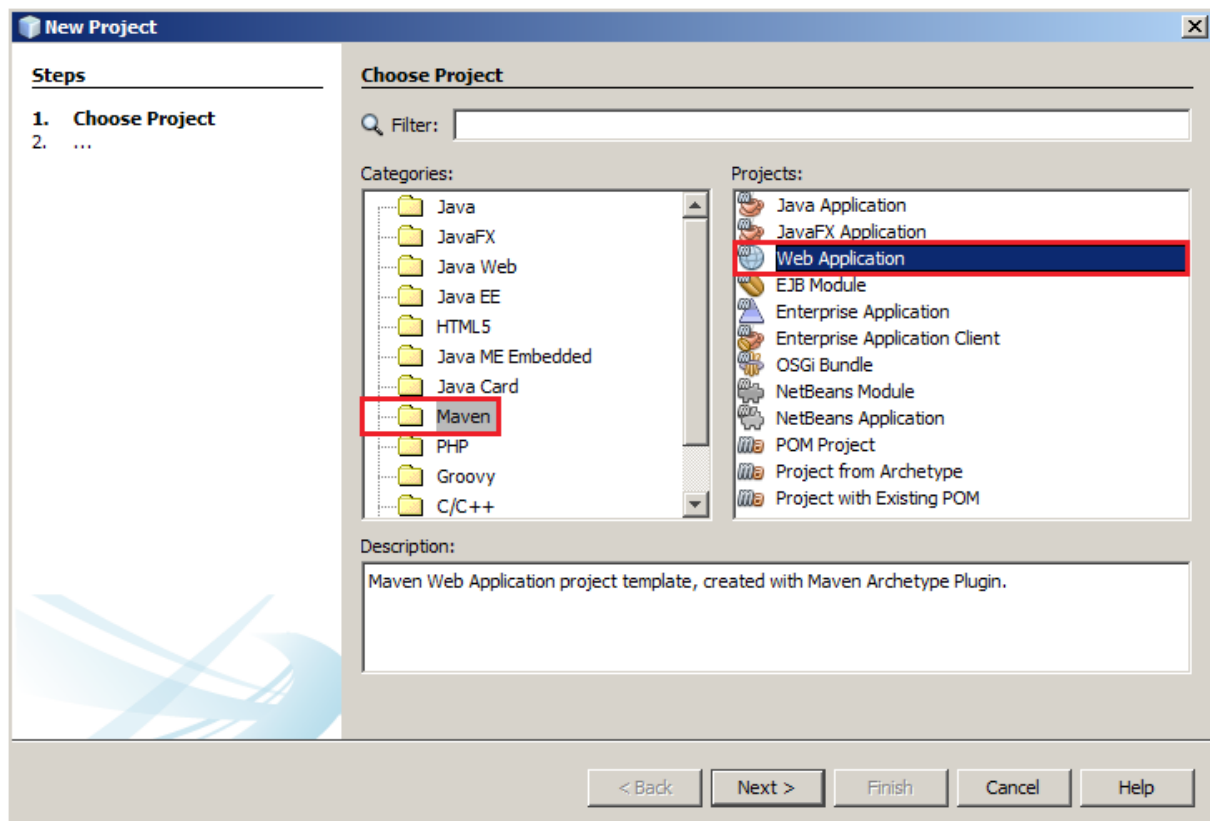 New Project
Steps
1. Choose Project
2. ...
Choose Project
Filter:
Categories:
Java
JavaFX
Java Web
Java EE
HTML5
Java ME Embedded
Java Card
Maven
PHP
Groovy
C/C++
Projects:
Java Application
JavaFX Application
Web Application
EJB Module
Enterprise Application
Enterprise Application Client
OSGi Bundle
NetBeans Module
NetBeans Application
POM Project
Project from Archetype
Project with Existing POM
Description:
Maven Web Application project template, created with Maven Archetype Plugin.
< Back Next > Finish Cancel Help